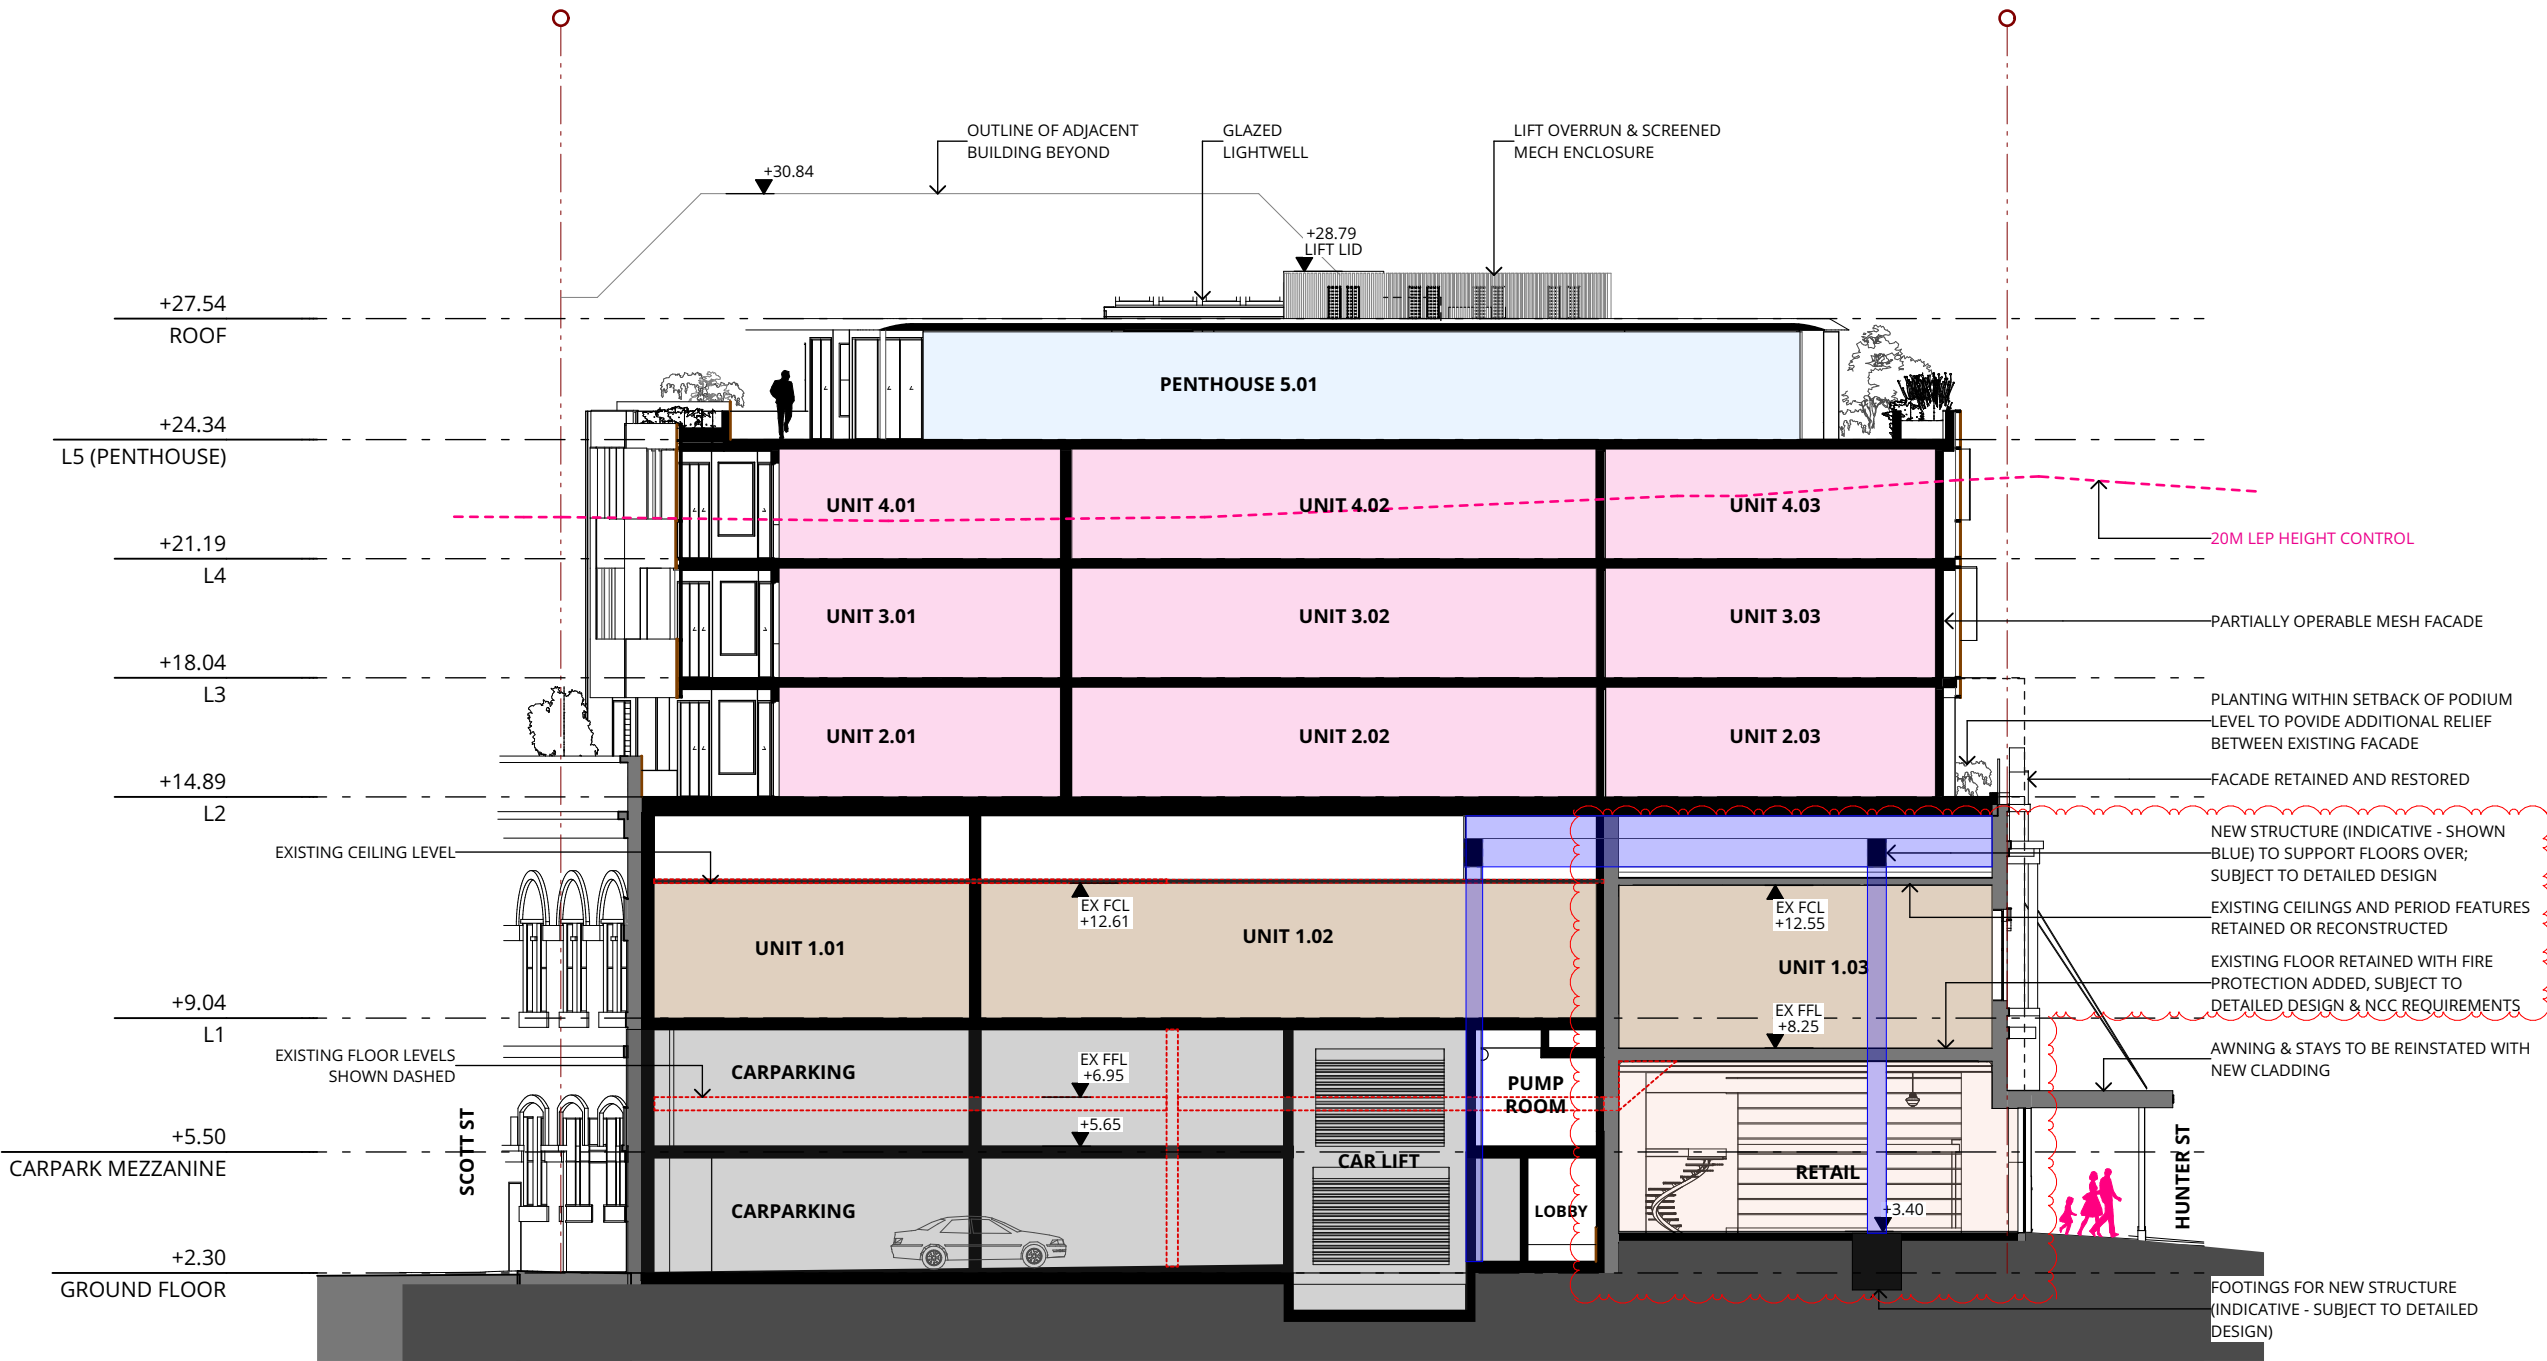 OUTLINE OF ADJACENT
BUILDING BEYOND
GLAZED
LIGHTWELL
LIFT OVERRUN & SCREENED
MECH ENCLOSURE
+30.84
+28.79
LIFT LID
+27.54
ROOF
PENTHOUSE 5.01
+24.34
L5 (PENTHOUSE)
UNIT 4.01
UNIT 4.02
UNIT 4.03
20M LEP HEIGHT CONTROL
+21.19
L4
UNIT 3.01
UNIT 3.02
UNIT 3.03
PARTIALLY OPERABLE MESH FACADE
+18.04
L3
PLANTING WITHIN SETBACK OF PODIUM
LEVEL TO POVIDE ADDITIONAL RELIEF
BETWEEN EXISTING FACADE
UNIT 2.01
UNIT 2.02
UNIT 2.03
FACADE RETAINED AND RESTORED
+14.89
L2
NEW STRUCTURE (INDICATIVE - SHOWN
BLUE) TO SUPPORT FLOORS OVER;
SUBJECT TO DETAILED DESIGN
EXISTING CEILING LEVEL
EX FCL
+12.61
EX FCL
+12.55
EXISTING CEILINGS AND PERIOD FEATURES
RETAINED OR RECONSTRUCTED
UNIT 1.01
UNIT 1.02
UNIT 1.03
EXISTING FLOOR RETAINED WITH FIRE
PROTECTION ADDED, SUBJECT TO
DETAILED DESIGN & NCC REQUIREMENTS
+9.04
L1
EX FFL
+8.25
EXISTING FLOOR LEVELS
SHOWN DASHED
CARPARKING
EX FFL
+6.95
PUMP
ROOM
AWNING & STAYS TO BE REINSTATED WITH
NEW CLADDING
SCOTT ST
+5.50
CARPARK MEZZANINE
+5.65
CAR LIFT
RETAIL
HUNTER ST
CARPARKING
LOBBY
+3.40
+2.30
GROUND FLOOR
FOOTINGS FOR NEW STRUCTURE
(INDICATIVE - SUBJECT TO DETAILED
DESIGN)